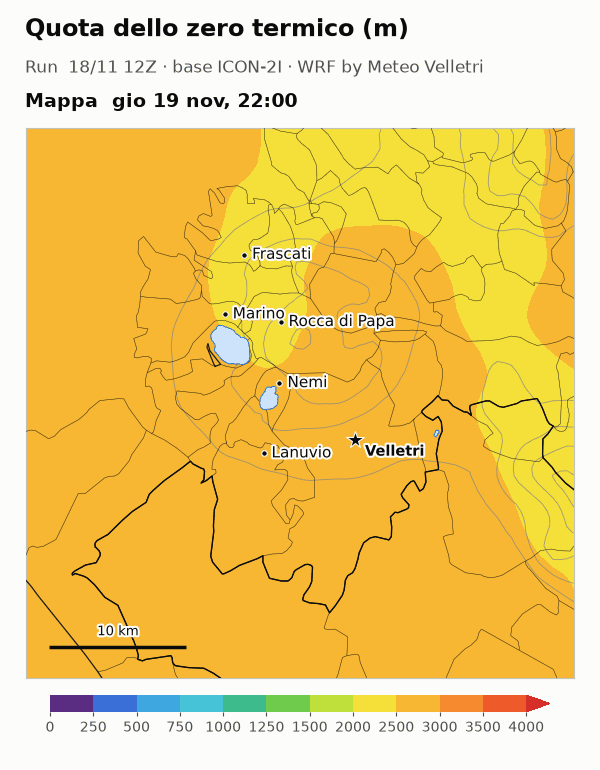 Quota dello zero termico (m)
Run  18/11 12Z · base ICON-2I · WRF by Meteo Velletri
Mappa  gio 19 nov, 22:00
Frascati
Marino
Rocca di Papa
Nemi
Velletri
Lanuvio
10 km
0 250 500 750 1000 1250 1500 2000 2500 3000 3500 4000